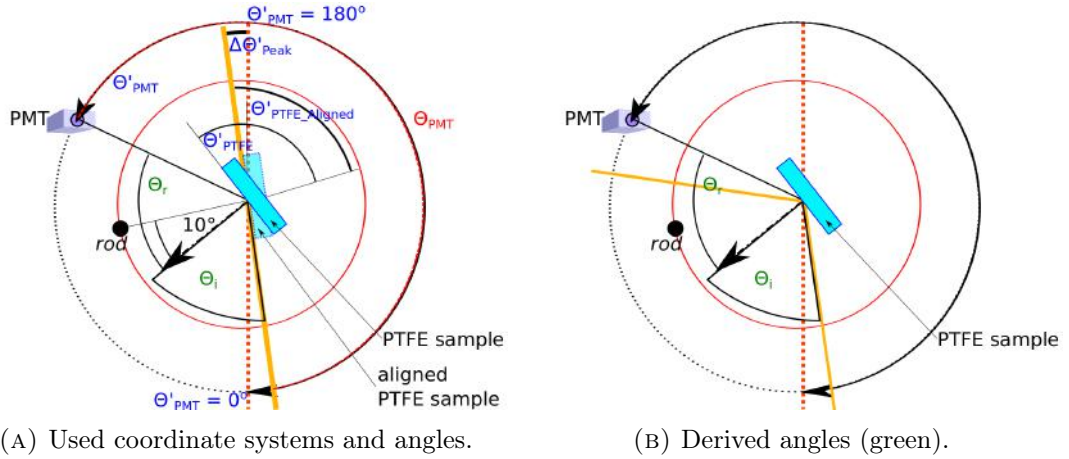 Θ'PMT = 180°
ΔΘ'Peak
Θ'PMT
PMT
Θ'PTFE_Aligned
Θ'PTFE
ΘPMT
Θr
10°
rod
Θi
PTFE sample
aligned
PTFE sample
Θ'PMT = 0°
(A) Used coordinate systems and angles.
PMT
Θr
rod
Θi
PTFE sample
(B) Derived angles (green).